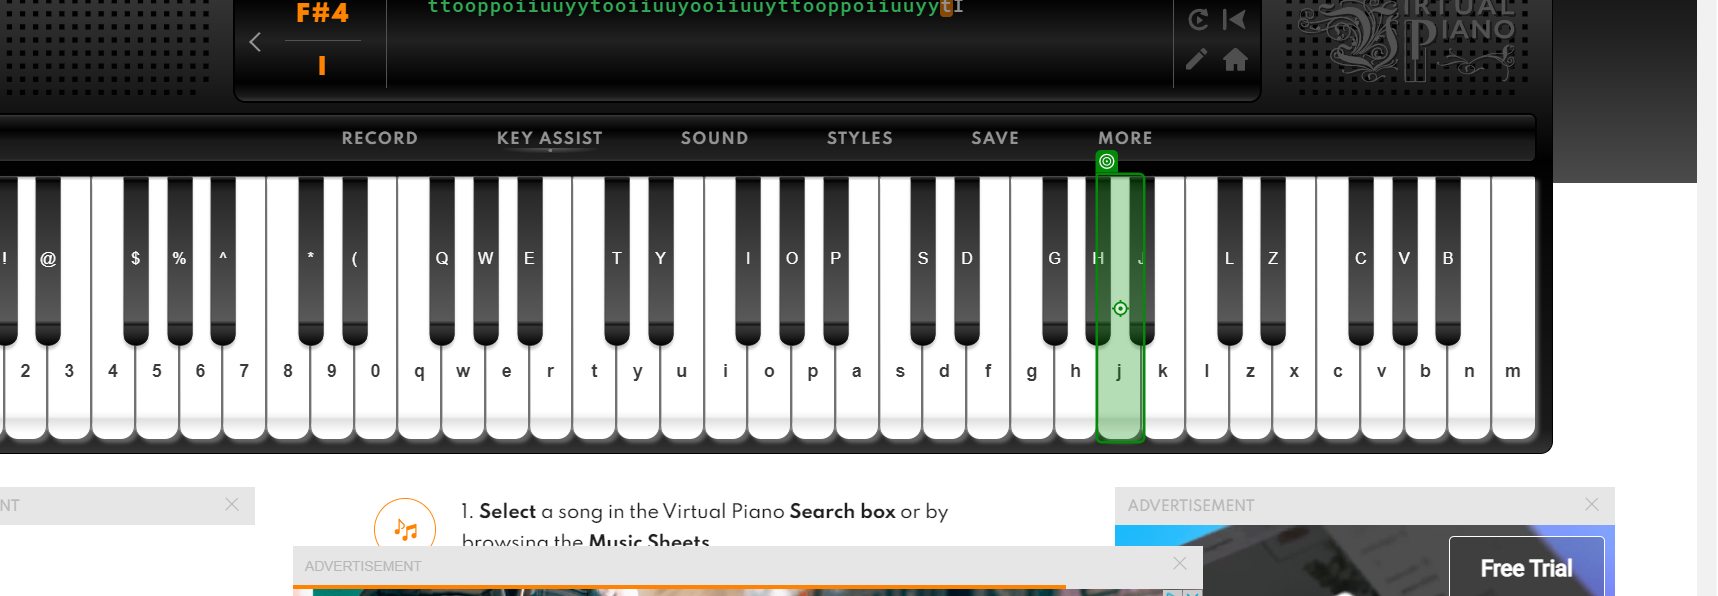 F#4
I
ttooppoiiuuyytooiiuuyooiiuuyttooppoiiuuyytI
VIRTUAL
PIANO
RECORD KEY ASSIST SOUND STYLES SAVE MORE
! @ $ % ^ * ( Q W E T Y I O P S D G H J L Z C V B
2 3 4 5 6 7 8 9 0 q w e r t y u i o p a s d f g h j k l z x c v b n m
NT
1. Select a song in the Virtual Piano Search box or by
browsing the Music Sheets
ADVERTISEMENT
ADVERTISEMENT
Free Trial